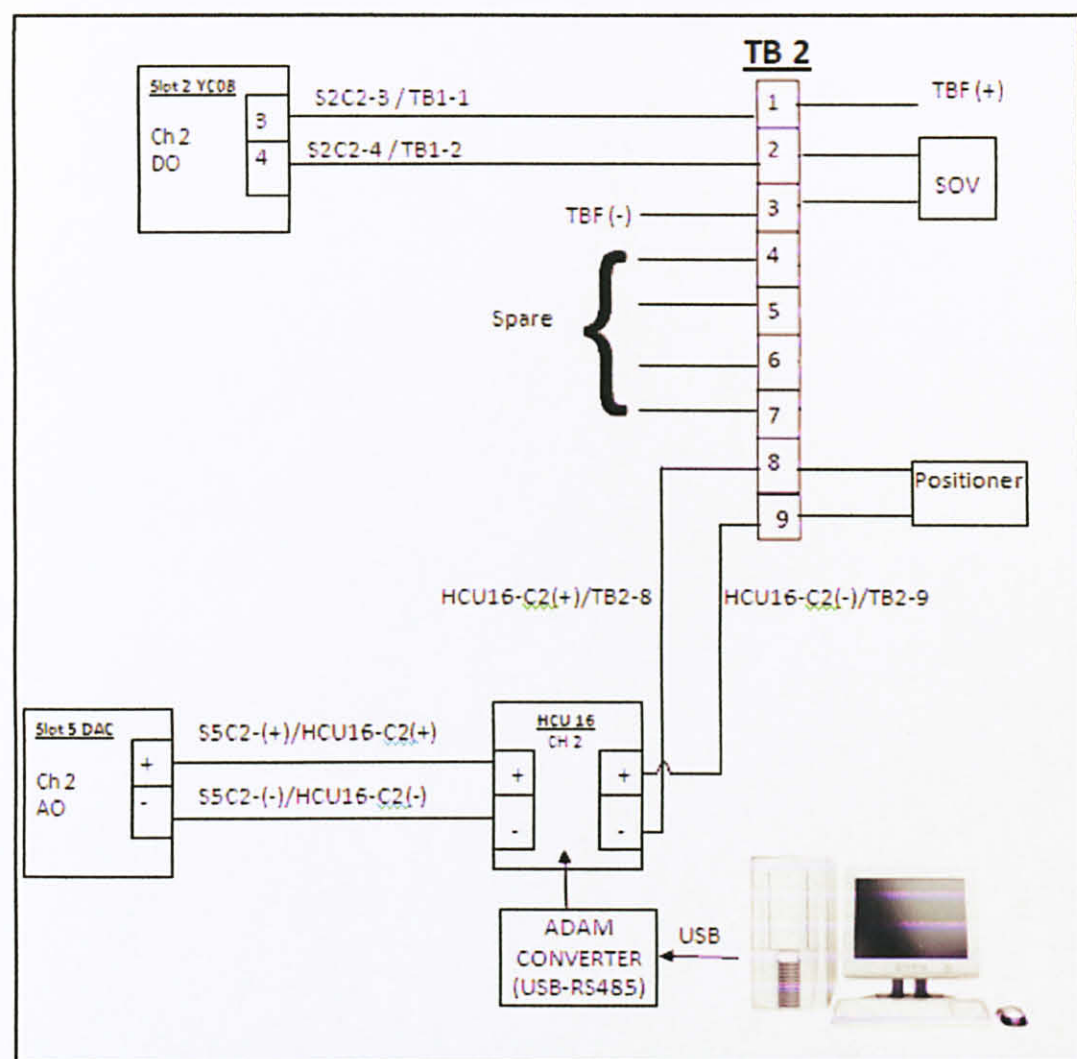 TB 2
Slot 2 YC08
Ch 2
DO
3
4
S2C2-3 / TB1-1
S2C2-4 / TB1-2
1
2
3
4
5
6
7
8
9
TBF (+)
SOV
TBF (-)
Spare
Positioner
HCU16-C2(+)/TB2-8
HCU16-C2(-)/TB2-9
Slot 5 DAC
Ch 2
AO
+
-
S5C2-(+)/HCU16-C2(+)
S5C2-(-)/HCU16-C2(-)
HCU 16
CH 2
+
-
+
-
ADAM
CONVERTER
(USB-RS485)
USB